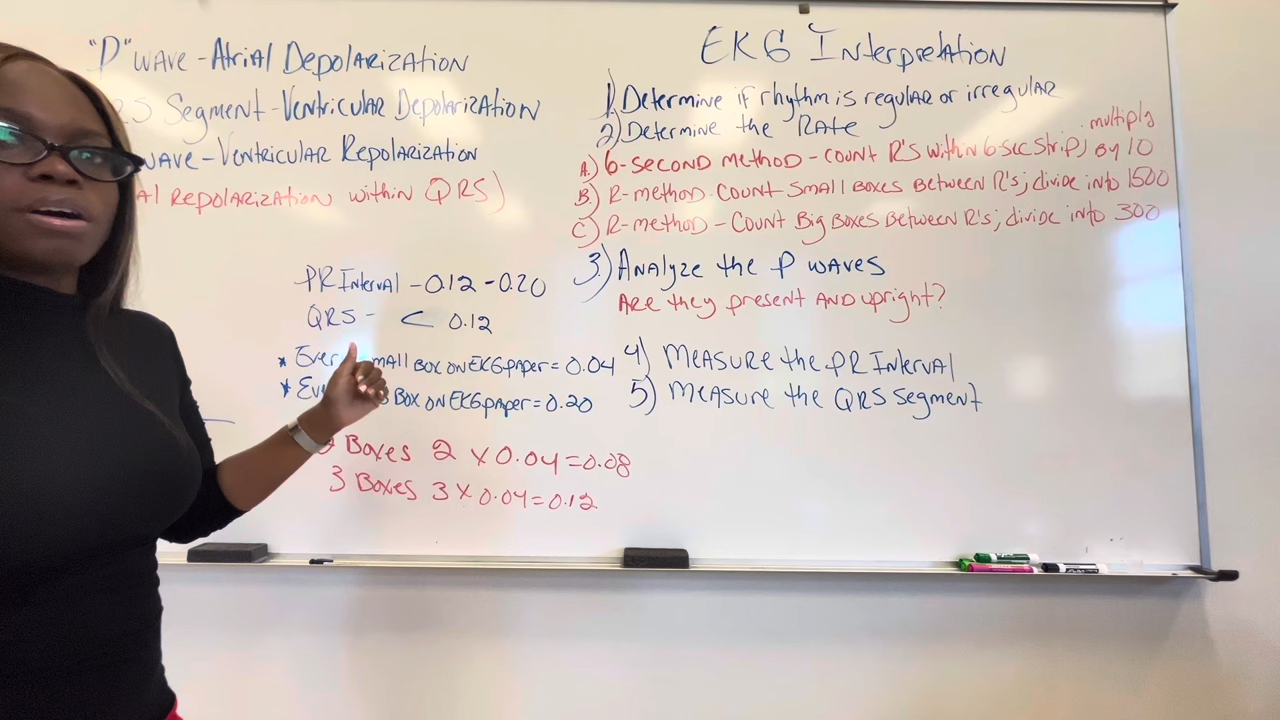 "P" wave - Atrial Depolarization
RS Segment - Ventricular Depolarization
wave - Ventricular Repolarization
al Repolarization within QRS)
PR Interval - 0.12 - 0.20
QRS - < 0.12
* Ever mall Box on EKG paper = 0.04
* Ev Box on EKG paper = 0.20
Boxes 2 x 0.04 = 0.08
3 Boxes 3 x 0.04 = 0.12
EKG Interpretation
1) Determine if rhythm is regular or irregular
2) Determine the Rate
A.) 6-second method - count R's within 6-sec strip; multiply by 10
B.) R-method - Count small boxes between R's; divide into 1500
C.) R-method - Count Big Boxes Between R's; divide into 300
3.) Analyze the P waves
Are they present AND upright?
4) Measure the PR Interval
5) Measure the QRS Segment